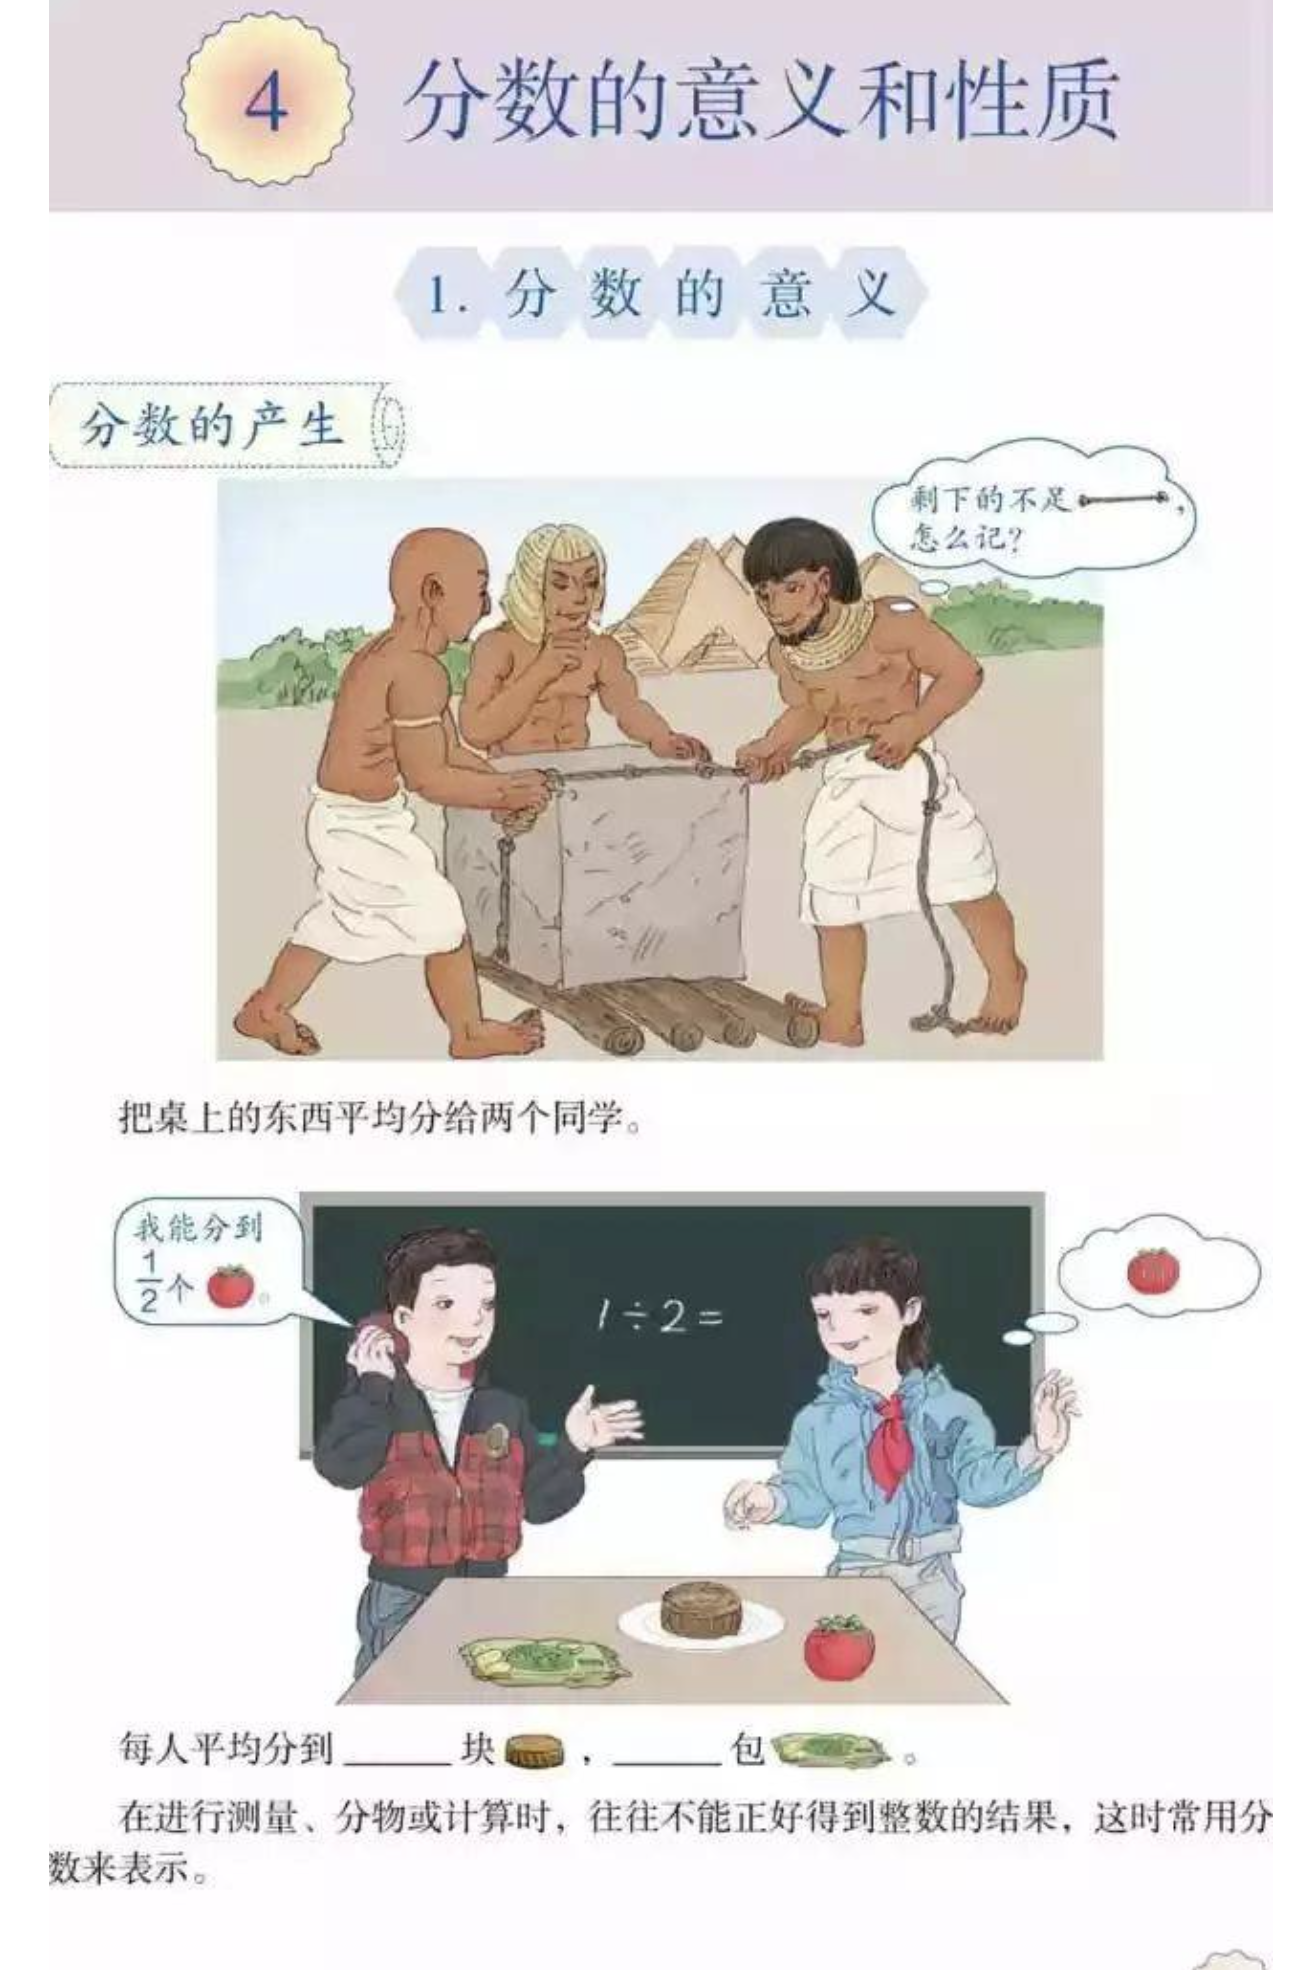 4 分数的意义和性质
1. 分数的意义
分数的产生
剩下的不足 ,
怎么记?
把桌上的东西平均分给两个同学。
我能分到
1/2个 。
1÷2=
每人平均分到______块 ,______包 。
在进行测量、分物或计算时，往往不能正好得到整数的结果，这时常用分
数来表示。